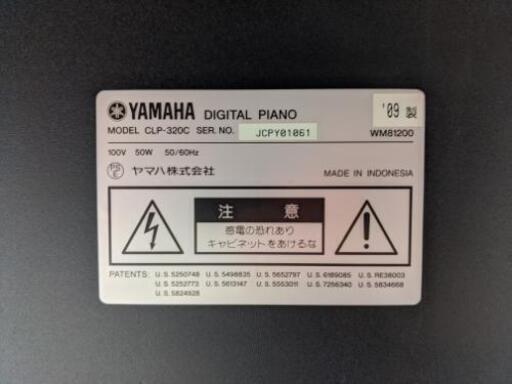 YAMAHA DIGITAL PIANO
'09 製
MODEL CLP-320C SER. NO. JCPY01061 WM81200
100V 50W 50/60Hz
ヤマハ株式会社 MADE IN INDONESIA
注 意
感電の恐れあり
キャビネットをあけるな
PATENTS: U.S. 5250748 U.S. 5498835 U.S. 5652797 U.S. 6189085 U.S. RE38003
U.S. 5252773 U.S. 5613147 U.S. 5553011 U.S. 7256340 U.S. 5834668
U.S. 5824928